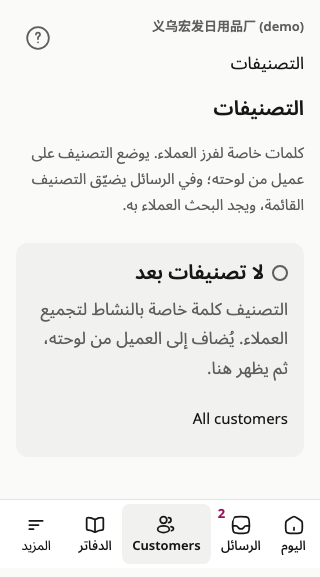 义乌宏发日用品厂 (demo)
التصنيفات
التصنيفات
كلمات خاصة لفرز العملاء. يوضع التصنيف على
عميل من لوحته؛ وفي الرسائل يضيّق التصنيف
القائمة، ويجد البحث العملاء به.
لا تصنيفات بعد
التصنيف كلمة خاصة بالنشاط لتجميع
العملاء. يُضاف إلى العميل من لوحته،
ثم يظهر هنا.
All customers
اليوم
الرسائل 2
Customers
الدفاتر
المزيد